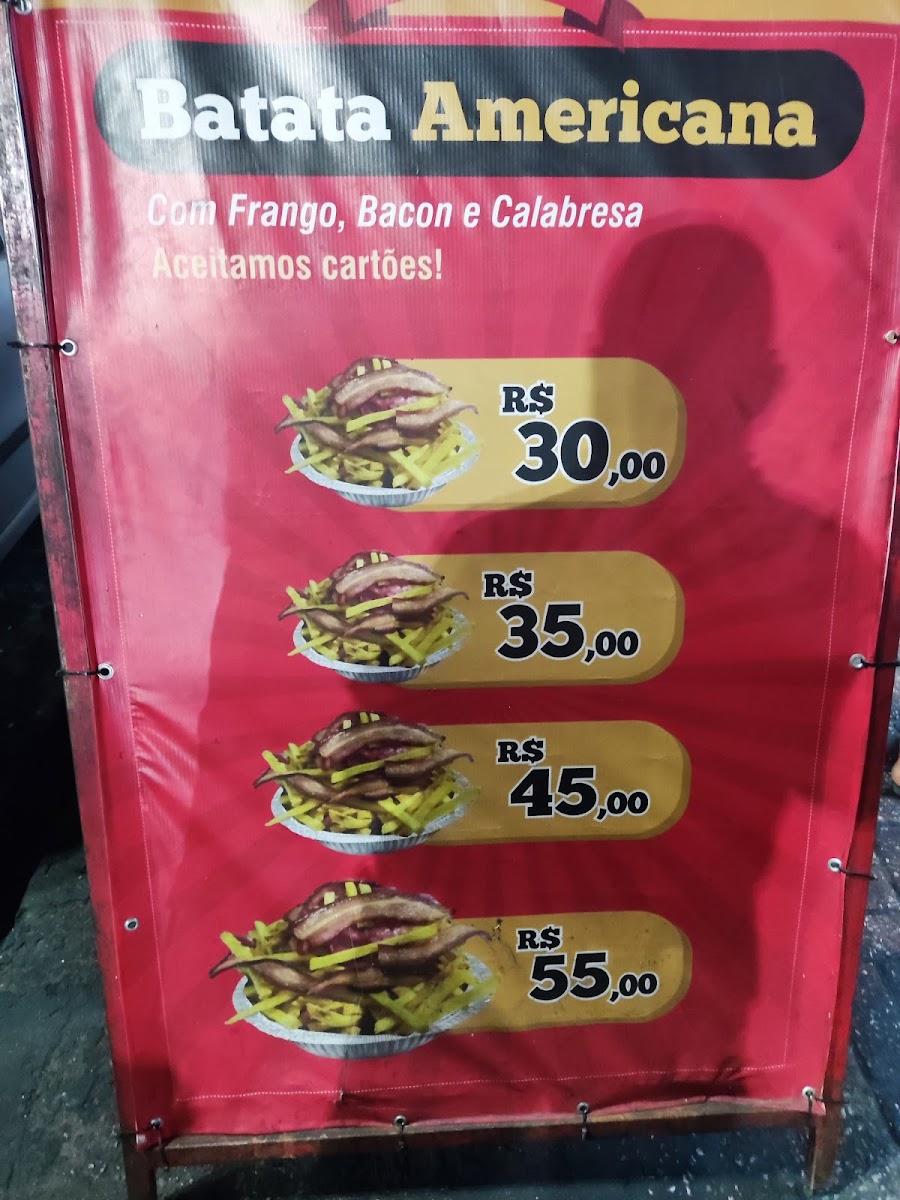 Batata Americana
Com Frango, Bacon e Calabresa
Aceitamos cartões!
R$
30,00
R$
35,00
R$
45,00
R$
55,00